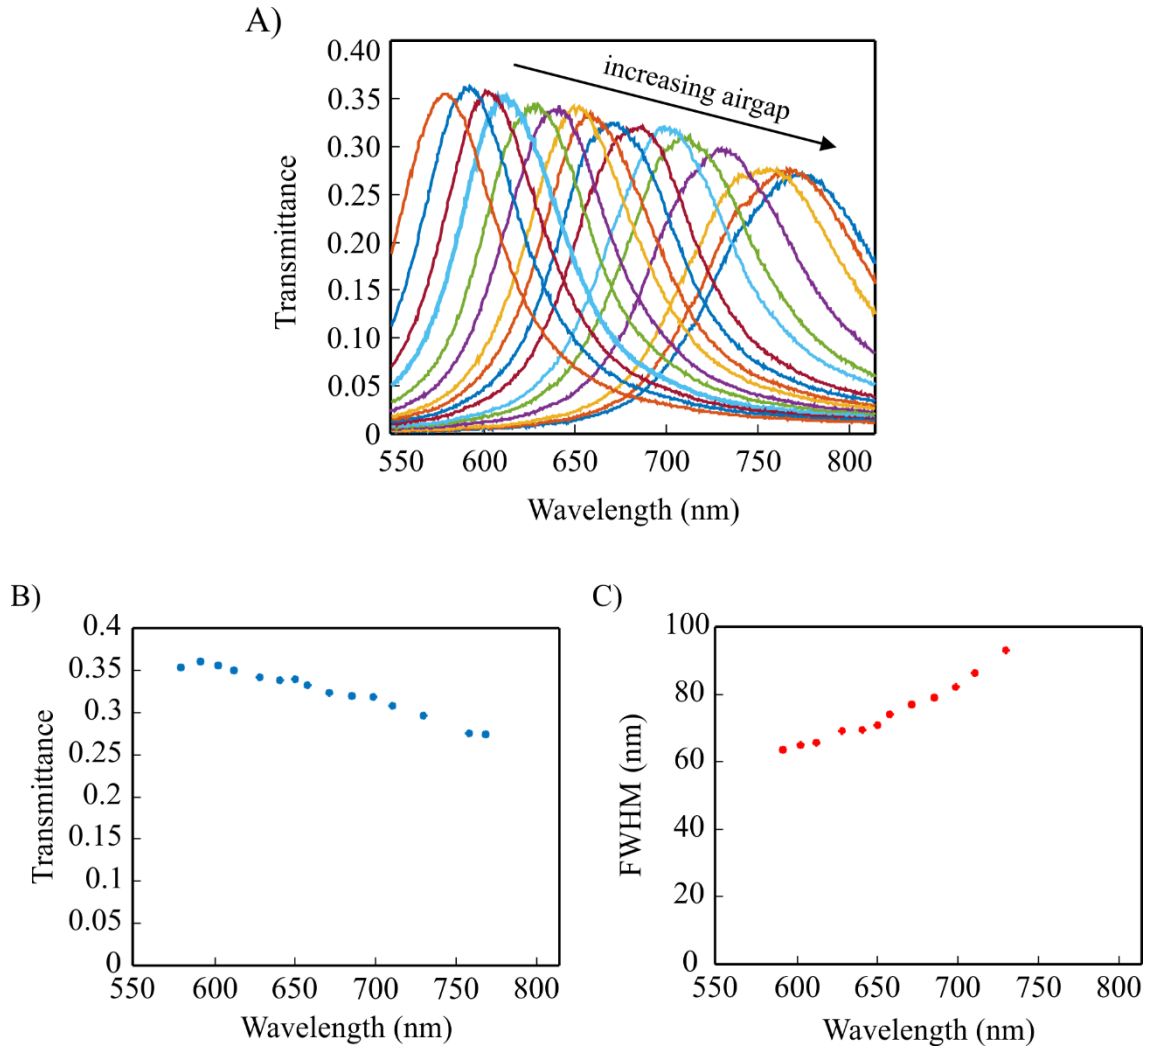 A)
0.40
0.35
0.30
0.25
0.20
0.15
0.10
0.05
0
Transmittance
increasing airgap
550 600 650 700 750 800
Wavelength (nm)
B)
0.4
0.35
0.3
0.25
0.2
0.15
0.1
0.05
0
Transmittance
550 600 650 700 750 800
Wavelength (nm)
C)
100
80
60
40
20
0
FWHM (nm)
550 600 650 700 750 800
Wavelength (nm)